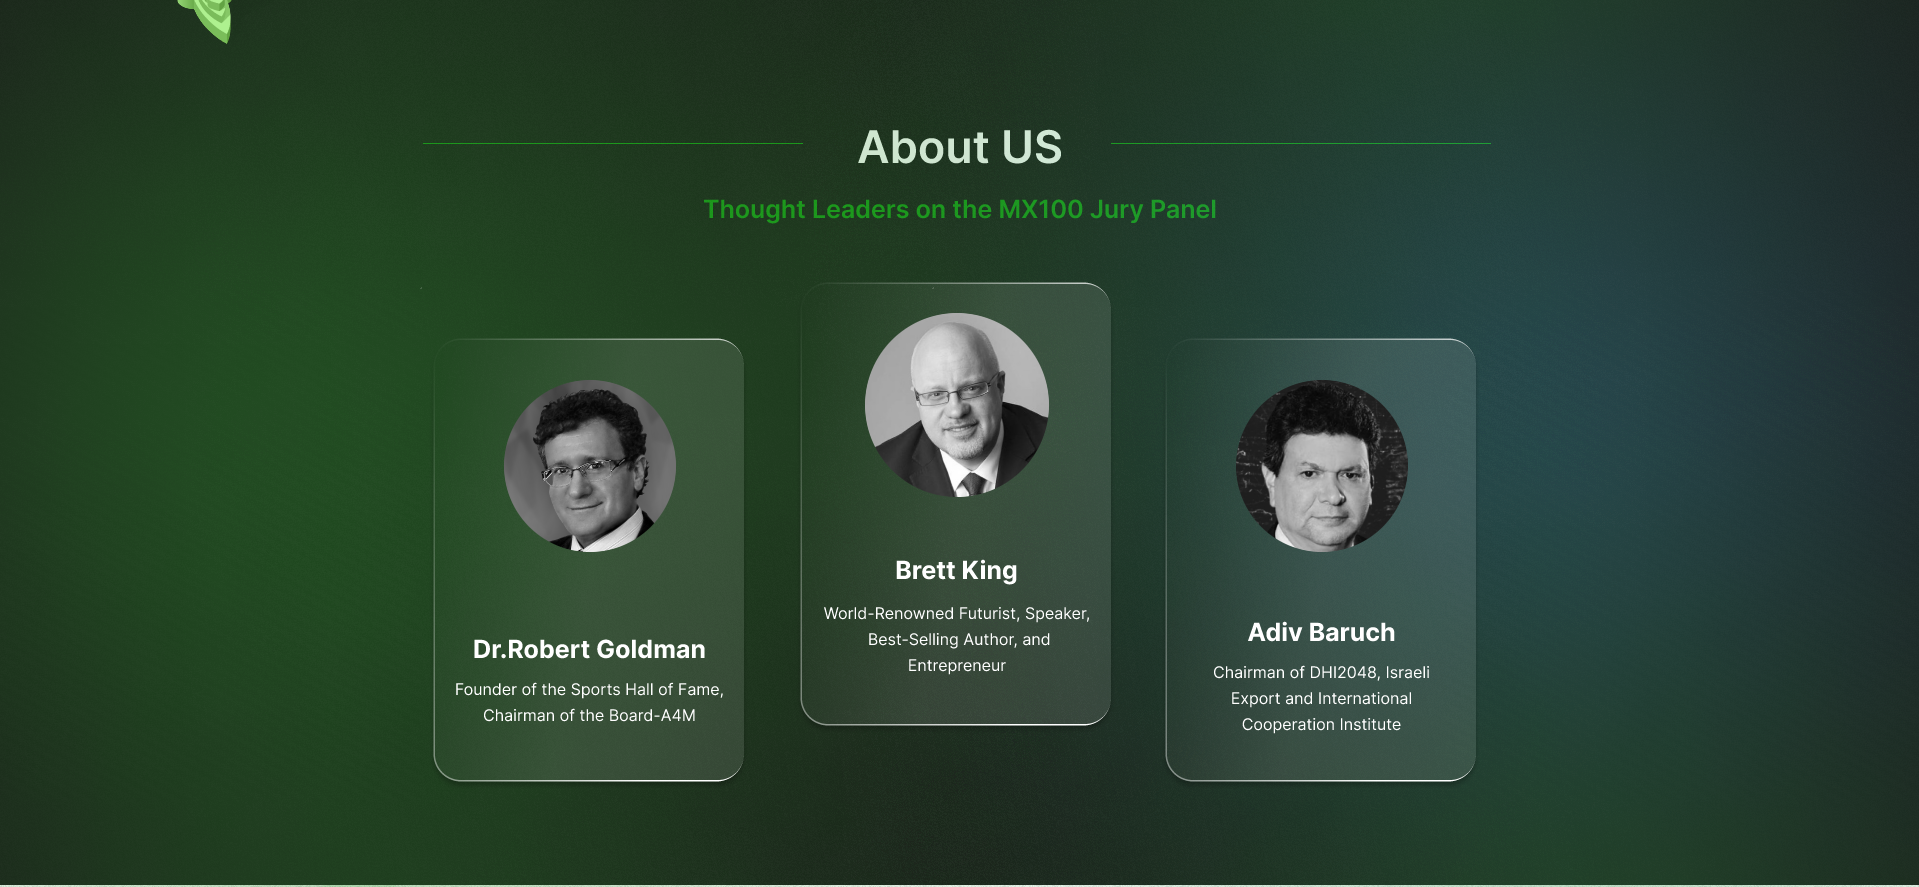 About US
Thought Leaders on the MX100 Jury Panel
Dr.Robert Goldman
Founder of the Sports Hall of Fame,
Chairman of the Board-A4M
Brett King
World-Renowned Futurist, Speaker,
Best-Selling Author, and
Entrepreneur
Adiv Baruch
Chairman of DHI2048, Israeli
Export and International
Cooperation Institute